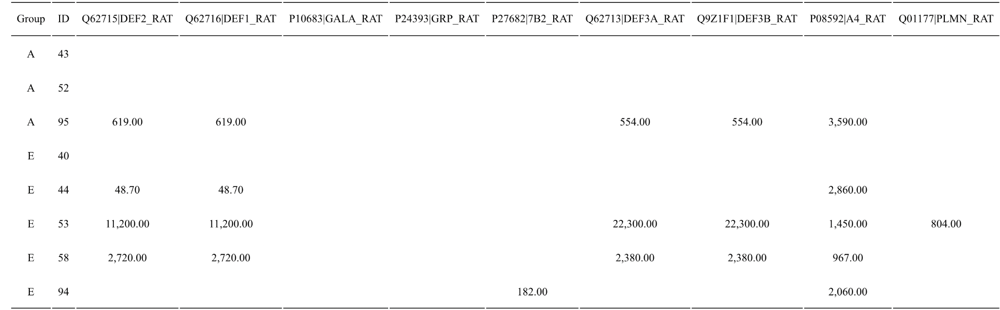 Group ID Q62715|DEF2_RAT Q62716|DEF1_RAT P10683|GALA_RAT P24393|GRP_RAT P27682|7B2_RAT Q62713|DEF3A_RAT Q9Z1F1|DEF3B_RAT P08592|A4_RAT Q01177|PLMN_RAT
A 43
A 52
A 95 619.00 619.00 554.00 554.00 3,590.00
E 40
E 44 48.70 48.70 2,860.00
E 53 11,200.00 11,200.00 22,300.00 22,300.00 1,450.00 804.00
E 58 2,720.00 2,720.00 2,380.00 2,380.00 967.00
E 94 182.00 2,060.00